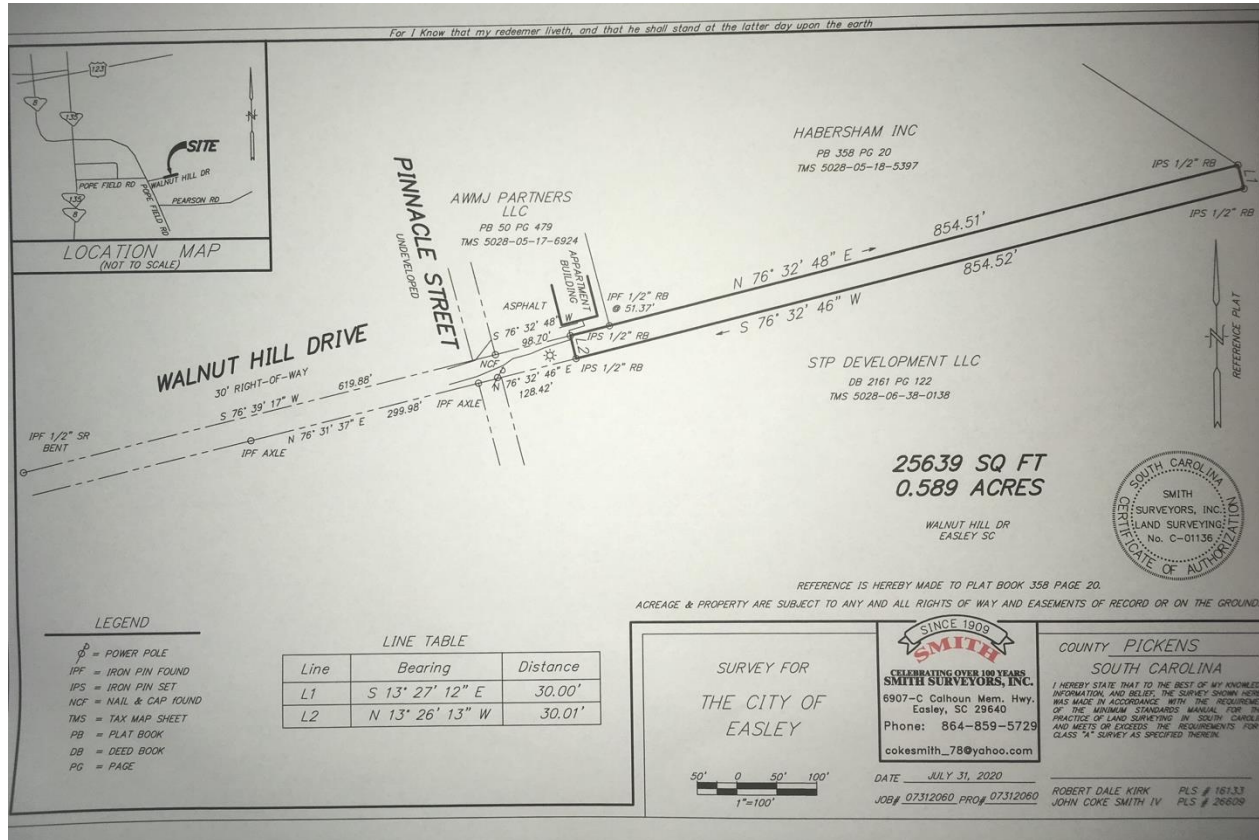 For I Know that my redeemer liveth, and that he shall stand at the latter day upon the earth
123
8
135
SITE
POPE FIELD RD
WALNUT HILL DR
POPE FIELD RD
PEARSON RD
135
8
LOCATION MAP
(NOT TO SCALE)
PINNACLE STREET
UNDEVELOPED
AWMJ PARTNERS
LLC
PB 50 PG 479
TMS 5028-05-17-6924
HABERSHAM INC
PB 358 PG 20
TMS 5028-05-18-5397
IPS 1/2" RB
L1
IPS 1/2" RB
854.51'
N 76° 32' 48" E
854.52'
S 76° 32' 46" W
APPARTMENT
BUILDING
ASPHALT
IPF 1/2" RB
@ 51.37'
S 76° 32' 48" W
98.70'
IPS 1/2" RB
L2
IPS 1/2" RB
NCF
N 76° 32' 46" E
128.42'
IPF AXLE
WALNUT HILL DRIVE
30' RIGHT-OF-WAY
619.88'
S 76° 39' 17" W
299.98'
N 76° 31' 37" E
IPF AXLE
IPF 1/2" SR
BENT
STP DEVELOPMENT LLC
DB 2161 PG 122
TMS 5028-06-38-0138
N
REFERENCE PLAT
25639 SQ FT
0.589 ACRES
WALNUT HILL DR
EASLEY SC
SOUTH CAROLINA
SMITH
SURVEYORS, INC.
LAND SURVEYING
No. C-01136
CERTIFICATE OF AUTHORIZATION
REFERENCE IS HEREBY MADE TO PLAT BOOK 358 PAGE 20.
ACREAGE & PROPERTY ARE SUBJECT TO ANY AND ALL RIGHTS OF WAY AND EASEMENTS OF RECORD OR ON THE GROUND
LEGEND
= POWER POLE
IPF = IRON PIN FOUND
IPS = IRON PIN SET
NCF = NAIL & CAP FOUND
TMS = TAX MAP SHEET
PB = PLAT BOOK
DB = DEED BOOK
PG = PAGE
LINE TABLE
Line Bearing Distance
L1 S 13° 27' 12" E 30.00'
L2 N 13° 26' 13" W 30.01'
SURVEY FOR
THE CITY OF
EASLEY
50' 0 50' 100'
1"=100'
SINCE 1909
SMITH
CELEBRATING OVER 100 YEARS
SMITH SURVEYORS, INC.
6907-C Calhoun Mem. Hwy.
Easley, SC 29640
Phone: 864-859-5729
cokesmith_78@yahoo.com
DATE JULY 31, 2020
JOB# 07312060 PRO# 07312060
COUNTY PICKENS
SOUTH CAROLINA
I HEREBY STATE THAT TO THE BEST OF MY
INFORMATION, AND BELIEF, THE SURVEY SHOWN
WAS MADE IN ACCORDANCE WITH THE
OF THE MINIMUM STANDARDS MANUAL FOR
PRACTICE OF LAND SURVEYING IN SOUTH
AND MEETS OR EXCEEDS THE REQUIREMENTS
CLASS "A" SURVEY AS SPECIFIED THEREIN.
ROBERT DALE KIRK PLS # 16133
JOHN COKE SMITH IV PLS # 26609